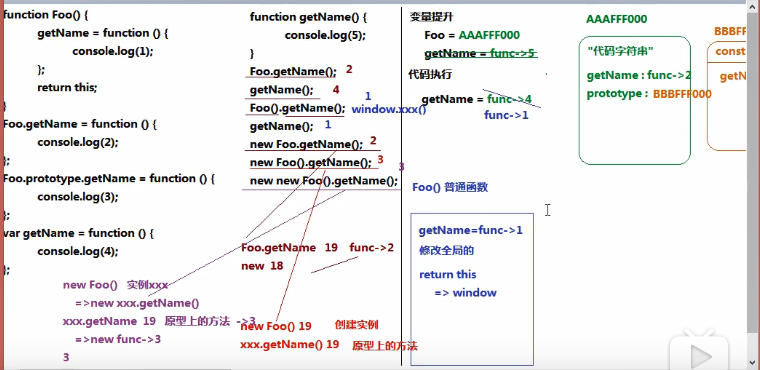 function Foo() {
getName = function () {
console.log(1);
};
return this;
}
Foo.getName = function () {
console.log(2);
};
Foo.prototype.getName = function () {
console.log(3);
};
var getName = function () {
console.log(4);
};
new Foo() 实例xxx
=>new xxx.getName()
xxx.getName 19 原型上的方法 ->3
=>new func->3
3
function getName() {
console.log(5);
}
Foo.getName(); 2
getName(); 4
1
Foo().getName(); window.xxx()
getName(); 1
new Foo.getName(); 2
new Foo().getName(); 3
3
new new Foo().getName();
Foo.getName 19 func->2
new 18
new Foo() 19 创建实例
xxx.getName() 19 原型上的方法
变量提升
Foo = AAAFFF000
getName = func->5
代码执行
getName = func->4
func->1
Foo() 普通函数
getName=func->1
修改全局的
return this
=> window
AAAFFF000
"代码字符串"
getName : func->2
prototype : BBBFFF000
BBBFF
const
getN